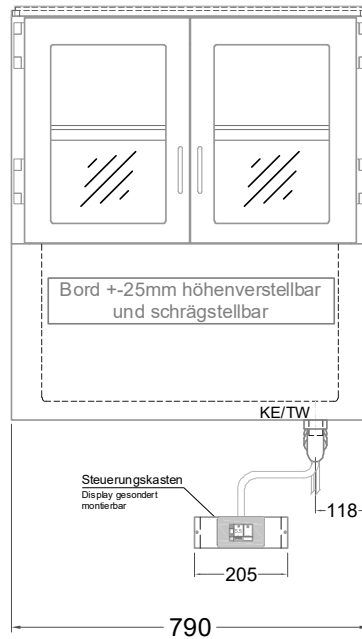 Bord +-25mm höhenverstellbar
und schrägstellbar
KE/TW
Steuerungskasten
Display gesondert
montierbar
118
205
790